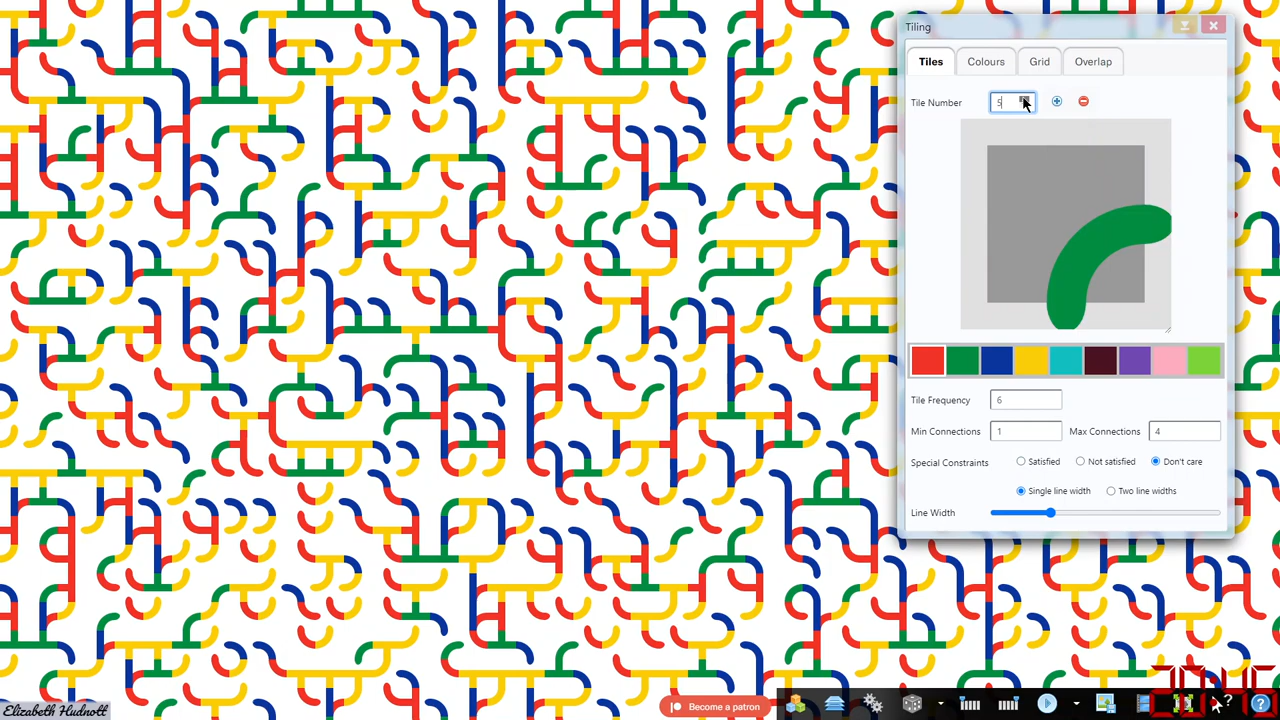 Tiling
Tiles Colours Grid Overlap
Tile Number 5
Tile Frequency 6
Min Connections 1 Max Connections 4
Special Constraints Satisfied Not satisfied Don't care
Single line width Two line widths
Line Width
Elizabeth Hudnott
Become a patron